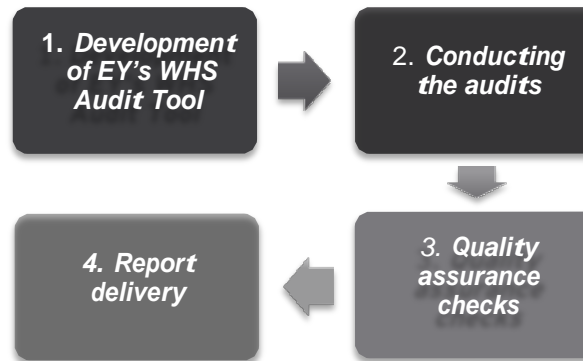 1. Development
of EY's WHS
Audit Tool
2. Conducting
the audits
3. Quality
assurance
checks
4. Report
delivery